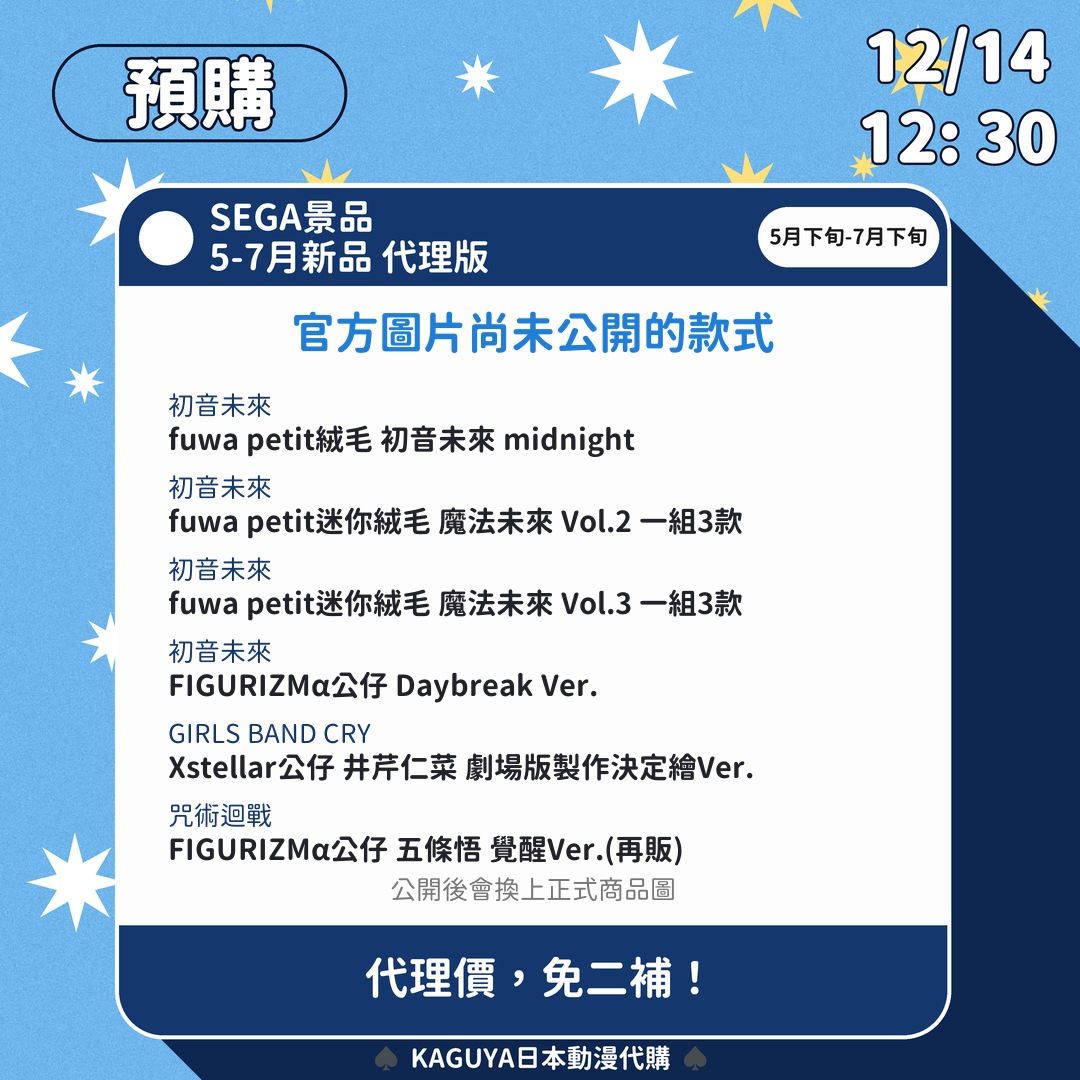 預購
12/14
12: 30
SEGA景品
5-7月新品 代理版
5月下旬-7月下旬
官方圖片尚未公開的款式
初音未來
fuwa petit絨毛 初音未來 midnight
初音未來
fuwa petit迷你絨毛 魔法未來 Vol.2 一組3款
初音未來
fuwa petit迷你絨毛 魔法未來 Vol.3 一組3款
初音未來
FIGURIZMα公仔 Daybreak Ver.
GIRLS BAND CRY
Xstellar公仔 井芹仁菜 劇場版製作決定繪Ver.
咒術迴戰
FIGURIZMα公仔 五條悟 覺醒Ver.(再販)
公開後會換上正式商品圖
代理價，免二補！
♠ KAGUYA日本動漫代購 ♠